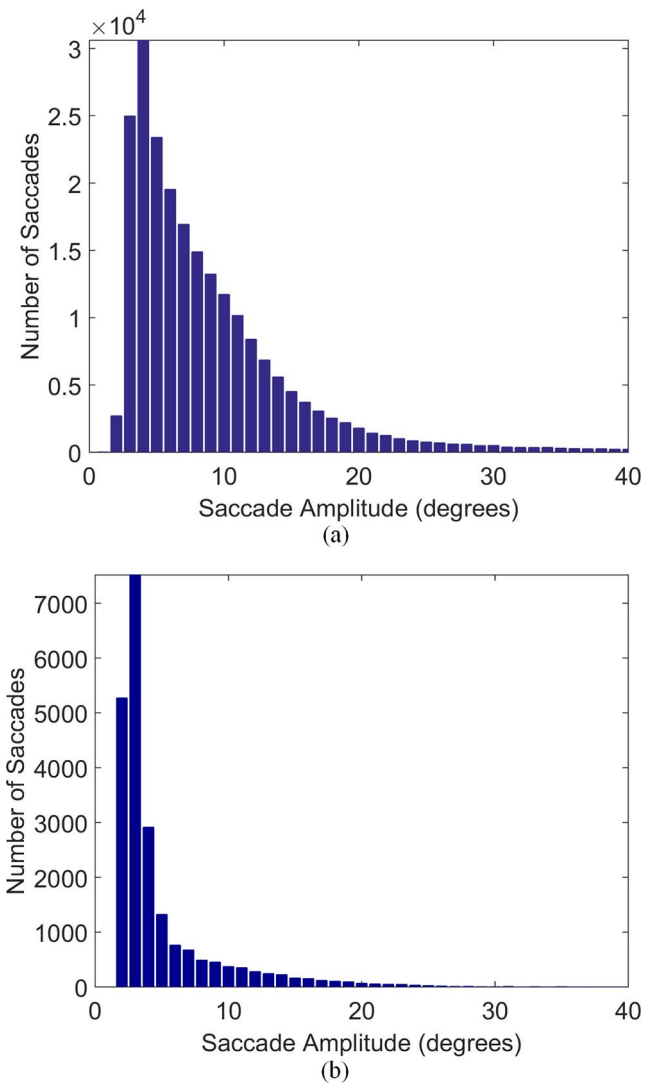 ×10⁴
3
2.5
2
1.5
1
0.5
0
0 10 20 30 40
Number of Saccades
Saccade Amplitude (degrees)
(a)
7000
6000
5000
4000
3000
2000
1000
0
0 10 20 30 40
Number of Saccades
Saccade Amplitude (degrees)
(b)